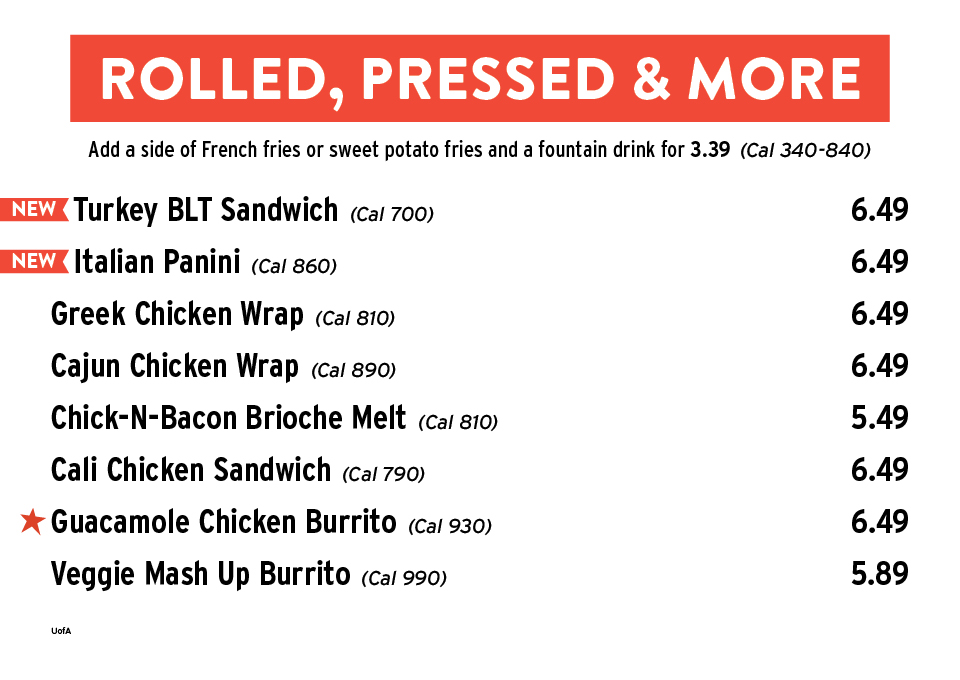 ROLLED, PRESSED & MORE
Add a side of French fries or sweet potato fries and a fountain drink for 3.39 (Cal 340-840)
NEW Turkey BLT Sandwich (Cal 700) 6.49
NEW Italian Panini (Cal 860) 6.49
Greek Chicken Wrap (Cal 810) 6.49
Cajun Chicken Wrap (Cal 890) 6.49
Chick-N-Bacon Brioche Melt (Cal 810) 5.49
Cali Chicken Sandwich (Cal 790) 6.49
Guacamole Chicken Burrito (Cal 930) 6.49
Veggie Mash Up Burrito (Cal 990) 5.89
UofA